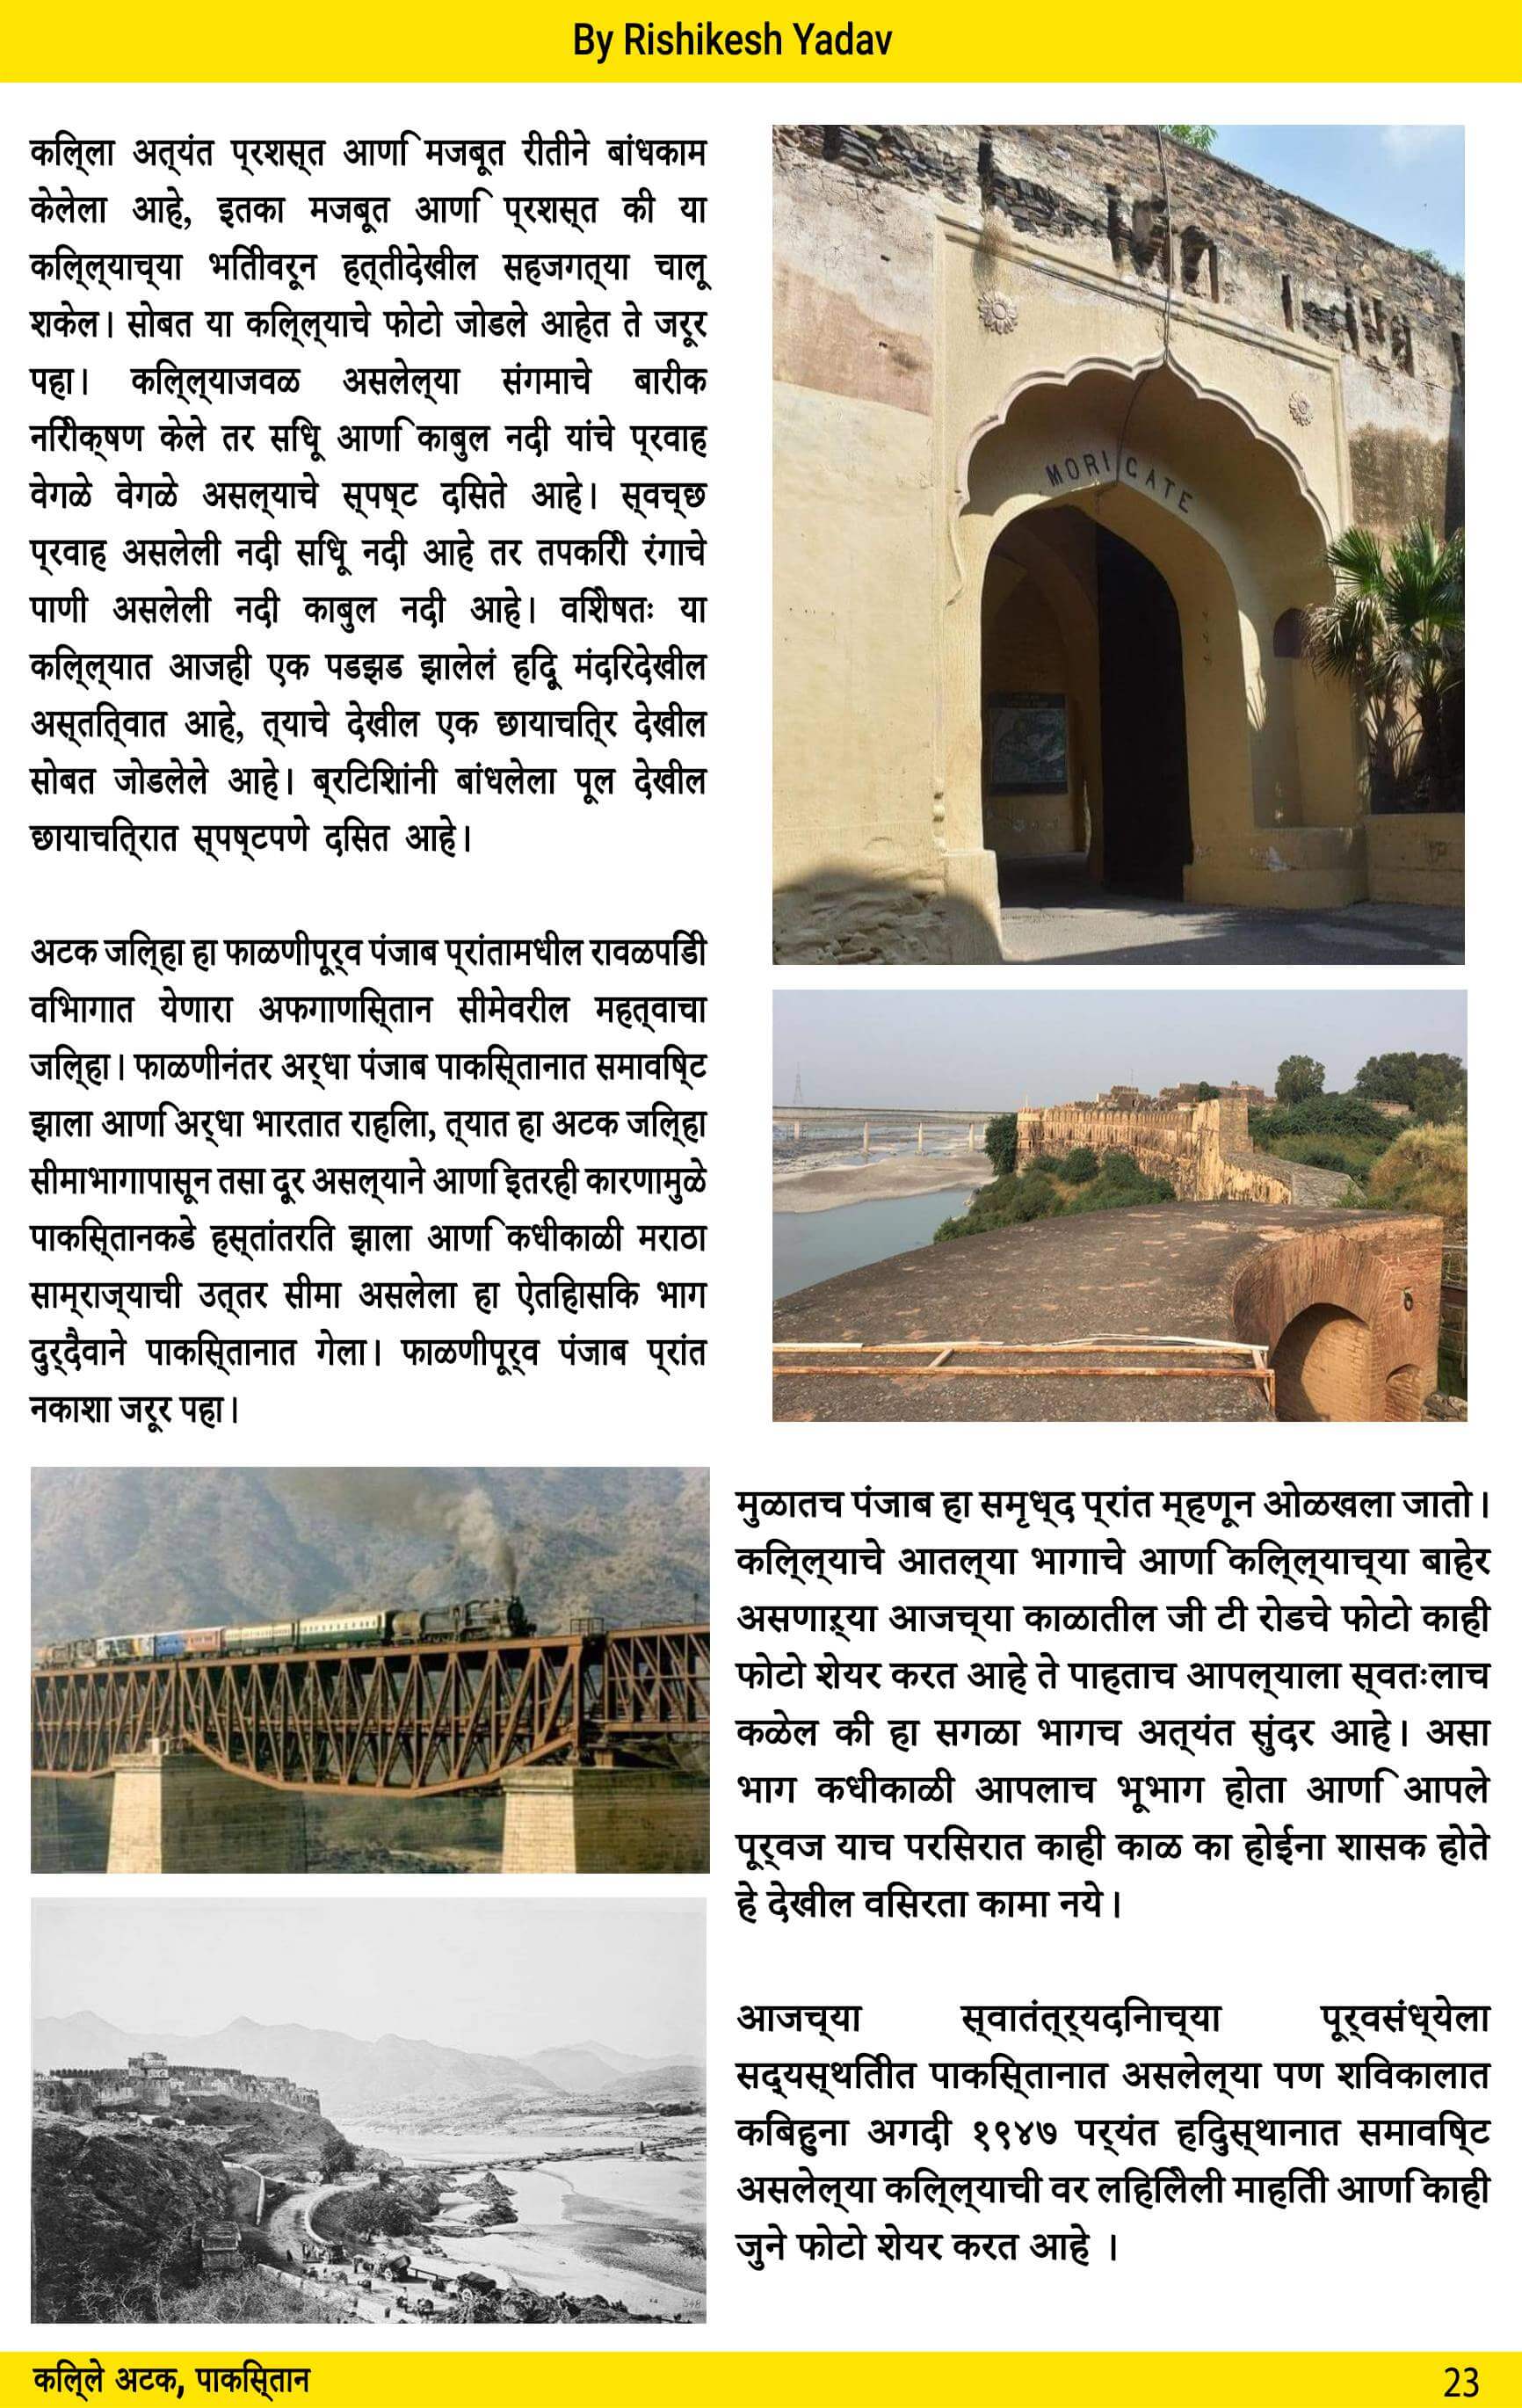 By Rishikesh Yadav
किल्ला अत्यंत प्रशस्त आणि मजबूत रीतीने बांधकाम
केलेला आहे, इतका मजबूत आणि प्रशस्त की या
किल्ल्याच्या भिंतीवरून हत्तीदेखील सहजगत्या चालू
शकेल। सोबत या किल्ल्याचे फोटो जोडले आहेत ते जरूर
पहा। किल्ल्याजवळ असलेल्या संगमाचे बारीक
निरीक्षण केले तर सिंधू आणि काबुल नदी यांचे प्रवाह
वेगळे वेगळे असल्याचे स्पष्ट दिसते आहे। स्वच्छ
प्रवाह असलेली नदी सिंधू नदी आहे तर तपकिरी रंगाचे
पाणी असलेली नदी काबुल नदी आहे। विशेषतः या
किल्ल्यात आजही एक पडझड झालेलं हिंदू मंदिरदेखील
अस्तित्वात आहे, त्याचे देखील एक छायाचित्र देखील
सोबत जोडलेले आहे। ब्रिटिशांनी बांधलेला पूल देखील
छायाचित्रात स्पष्टपणे दिसत आहे।
अटक जिल्हा हा फाळणीपूर्व पंजाब प्रांतामधील रावळपिंडी
विभागात येणारा अफगाणिस्तान सीमेवरील महत्वाचा
जिल्हा। फाळणीनंतर अर्धा पंजाब पाकिस्तानात समाविष्ट
झाला आणि अर्धा भारतात राहिला, त्यात हा अटक जिल्हा
सीमाभागापासून तसा दूर असल्याने आणि इतरही कारणामुळे
पाकिस्तानकडे हस्तांतरित झाला आणि कधीकाळी मराठा
साम्राज्याची उत्तर सीमा असलेला हा ऐतिहासिक भाग
दुर्दैवाने पाकिस्तानात गेला। फाळणीपूर्व पंजाब प्रांत
नकाशा जरूर पहा।
MORI GATE
मुळातच पंजाब हा समृध्द प्रांत म्हणून ओळखला जातो।
किल्ल्याचे आतल्या भागाचे आणि किल्ल्याच्या बाहेर
असणाऱ्या आजच्या काळातील जी टी रोडचे फोटो काही
फोटो शेयर करत आहे ते पाहताच आपल्याला स्वतःलाच
कळेल की हा सगळा भागच अत्यंत सुंदर आहे। असा
भाग कधीकाळी आपलाच भूभाग होता आणि आपले
पूर्वज याच परिसरात काही काळ का होईना शासक होते
हे देखील विसरता कामा नये।
आजच्या स्वातंत्र्यदिनाच्या पूर्वसंध्येला
सद्यस्थितीत पाकिस्तानात असलेल्या पण शिवकालात
किंबहुना अगदी १९४७ पर्यंत हिंदुस्थानात समाविष्ट
असलेल्या किल्ल्याची वर लिहिलेली माहिती आणि काही
जुने फोटो शेयर करत आहे ।
किल्ले अटक, पाकिस्तान
23